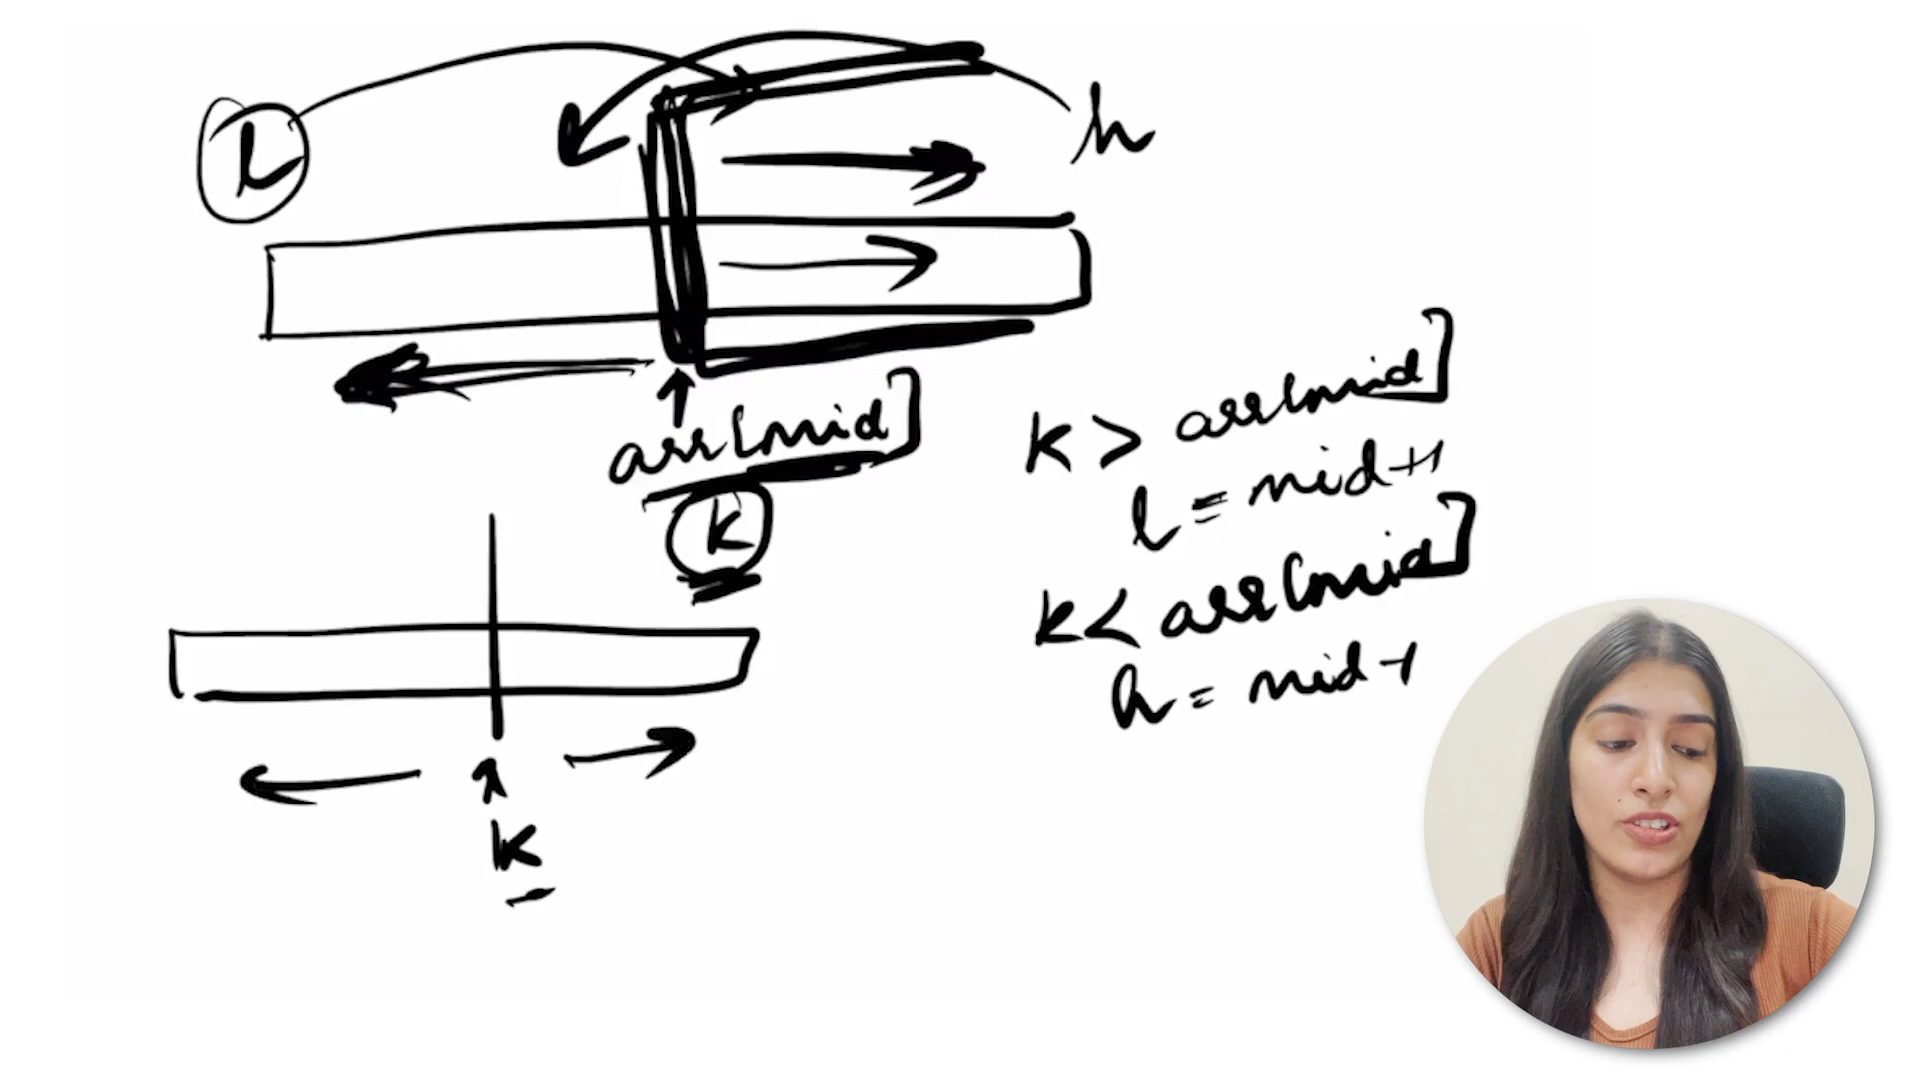 l
h
arr[mid]
k
k > arr[mid]
l = mid+1
k < arr[mid]
h = mid-1
k